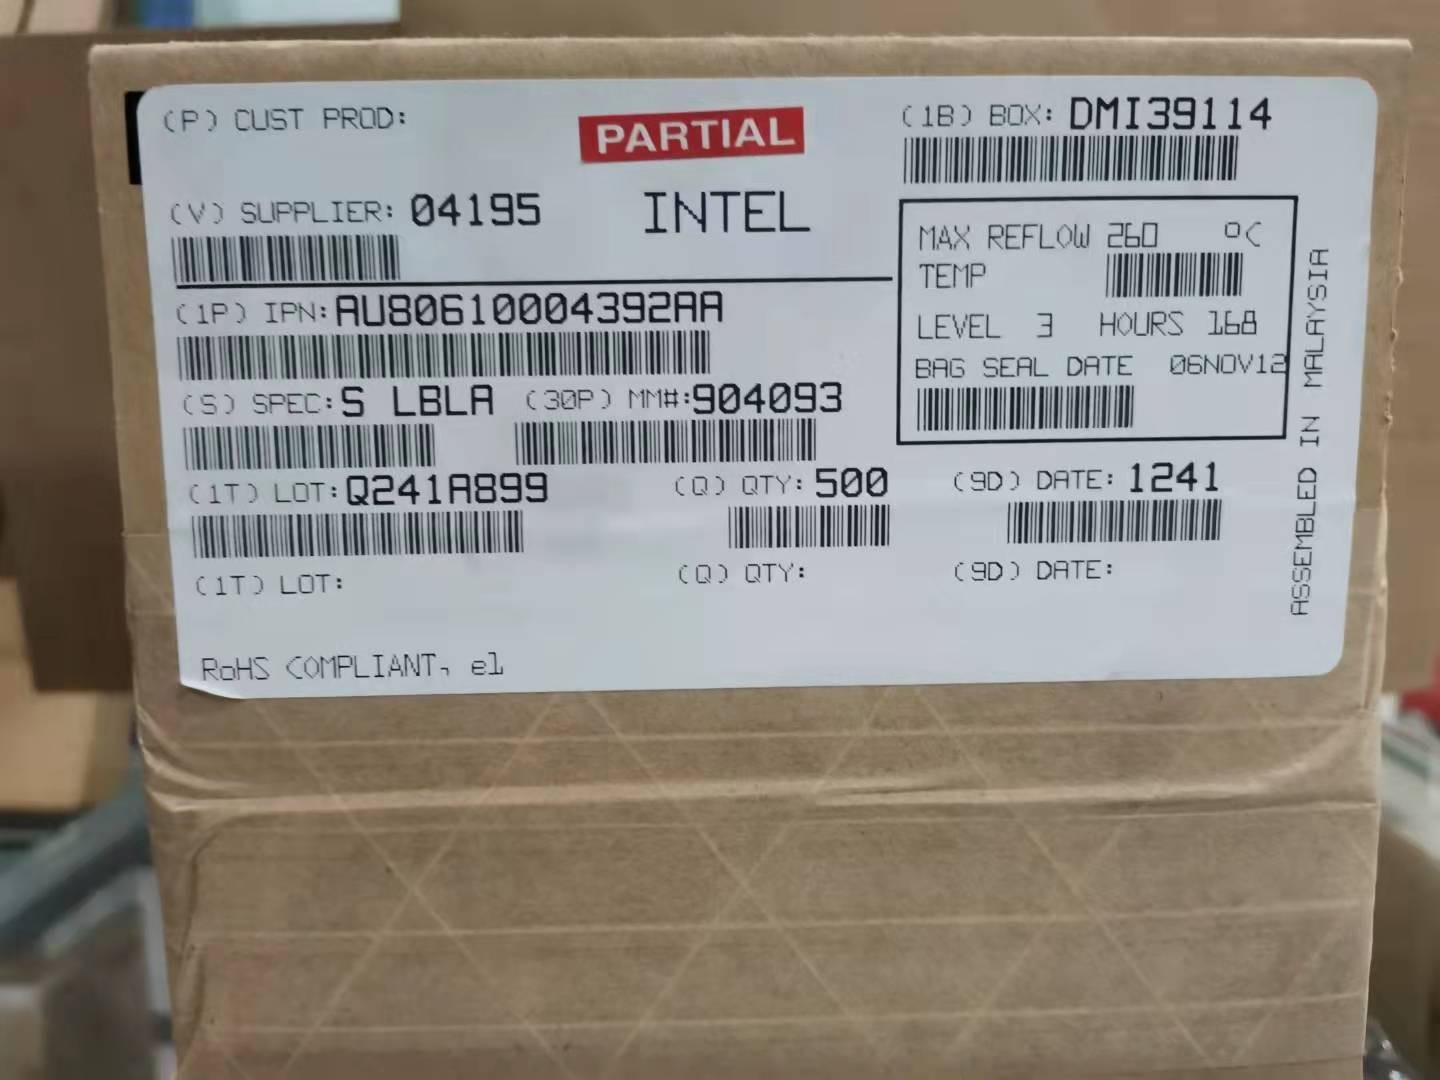 (P) CUST PROD:
PARTIAL
(1B) BOX: DMI39114
(V) SUPPLIER: 04195
INTEL
MAX REFLOW 260 °C
TEMP
LEVEL 3 HOURS 168
BAG SEAL DATE 06NOV12
(1P) IPN: AU80610004392AA
(S) SPEC: S LBLA (30P) MM#: 904093
(1T) LOT: Q241A899 (Q) QTY: 500 (9D) DATE: 1241
(1T) LOT: (Q) QTY: (9D) DATE:
RoHS COMPLIANT, e1
ASSEMBLED IN MALAYSIA